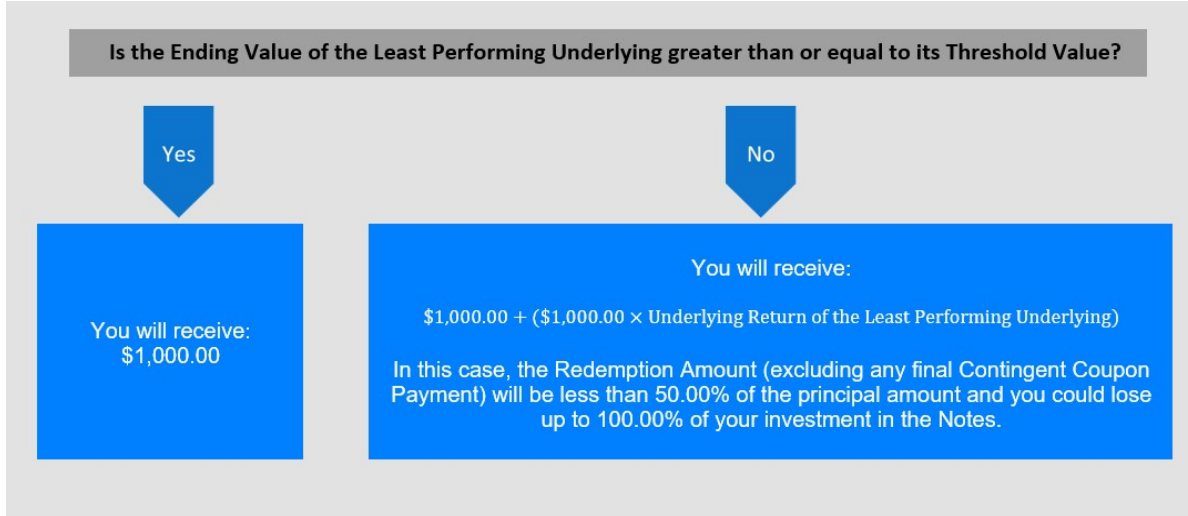 Is the Ending Value of the Least Performing Underlying greater than or equal to its Threshold Value?
Yes
No
You will receive:
$1,000.00
You will receive:
$1,000.00 + ($1,000.00 × Underlying Return of the Least Performing Underlying)
In this case, the Redemption Amount (excluding any final Contingent Coupon
Payment) will be less than 50.00% of the principal amount and you could lose
up to 100.00% of your investment in the Notes.